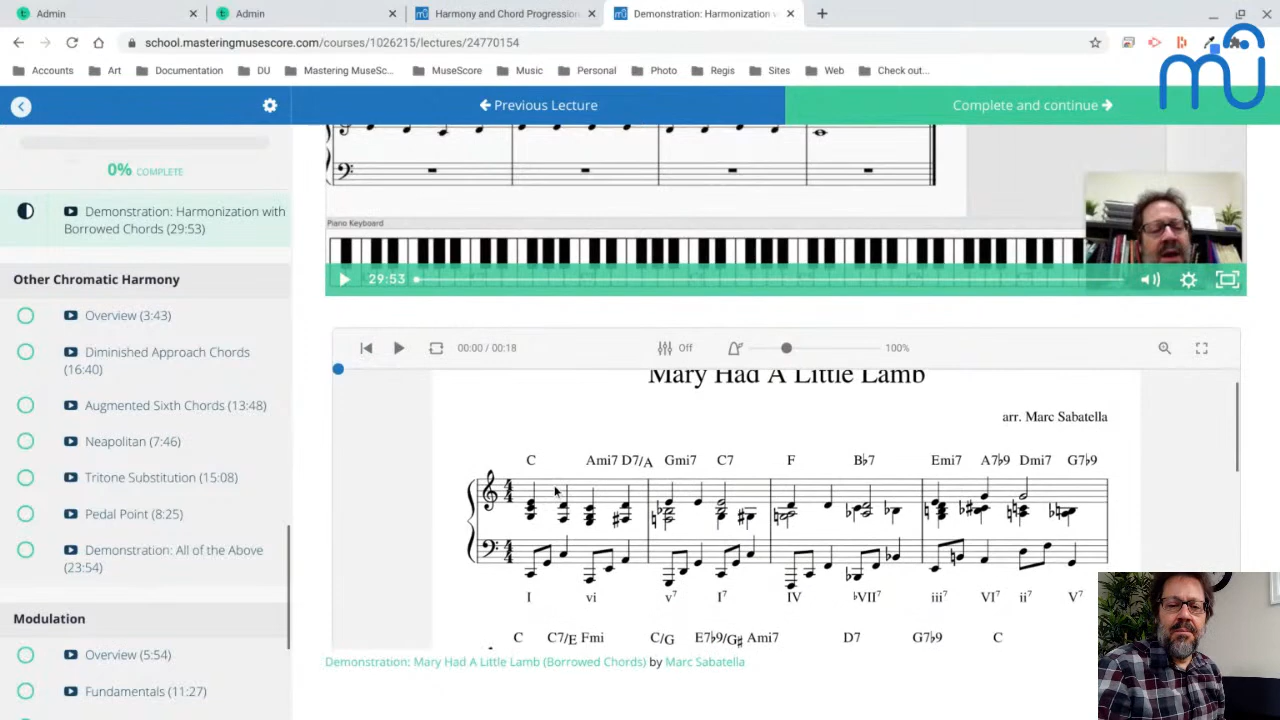 Admin
Admin
Harmony and Chord Progression
Demonstration: Harmonization w
school.masteringmusescore.com/courses/1026215/lectures/24770154
Accounts Art Documentation DU Mastering MuseSc... MuseScore Music Personal Photo Regis Sites Web Check out...
Previous Lecture
Complete and continue
0% COMPLETE
Demonstration: Harmonization with
Borrowed Chords (29:53)
Other Chromatic Harmony
Overview (3:43)
Diminished Approach Chords
(16:40)
Augmented Sixth Chords (13:48)
Neapolitan (7:46)
Tritone Substitution (15:08)
Pedal Point (8:25)
Demonstration: All of the Above
(23:54)
Modulation
Overview (5:54)
Fundamentals (11:27)
Piano Keyboard
29:53
00:00 / 00:18
Off
100%
Mary Had A Little Lamb
arr. Marc Sabatella
C Ami7 D7/A Gmi7 C7 F B♭7 Emi7 A7♭9 Dmi7 G7♭9
I vi v7 I7 IV ♭VII7 iii7 VI7 ii7 V7
C C7/E Fmi C/G E7♭9/G♯ Ami7 D7 G7♭9 C
Demonstration: Mary Had A Little Lamb (Borrowed Chords) by Marc Sabatella